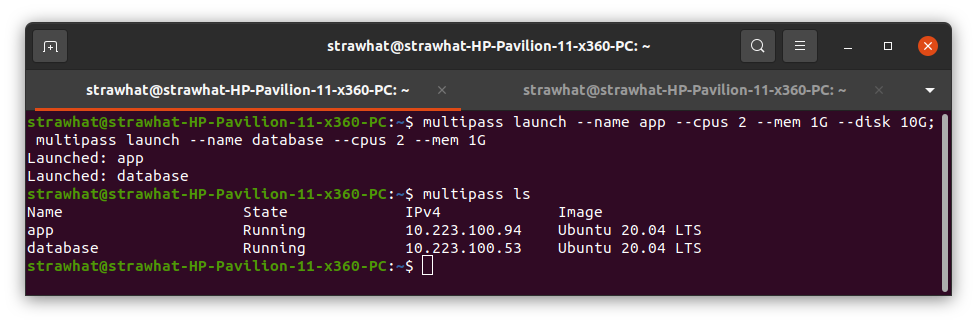 strawhat@strawhat-HP-Pavilion-11-x360-PC: ~
strawhat@strawhat-HP-Pavilion-11-x360-PC: ~ × strawhat@strawhat-HP-Pavilion-11-x360-PC: ~ ×
strawhat@strawhat-HP-Pavilion-11-x360-PC:~$ multipass launch --name app --cpus 2 --mem 1G --disk 10G;
multipass launch --name database --cpus 2 --mem 1G
Launched: app
Launched: database
strawhat@strawhat-HP-Pavilion-11-x360-PC:~$ multipass ls
Name State IPv4 Image
app Running 10.223.100.94 Ubuntu 20.04 LTS
database Running 10.223.100.53 Ubuntu 20.04 LTS
strawhat@strawhat-HP-Pavilion-11-x360-PC:~$